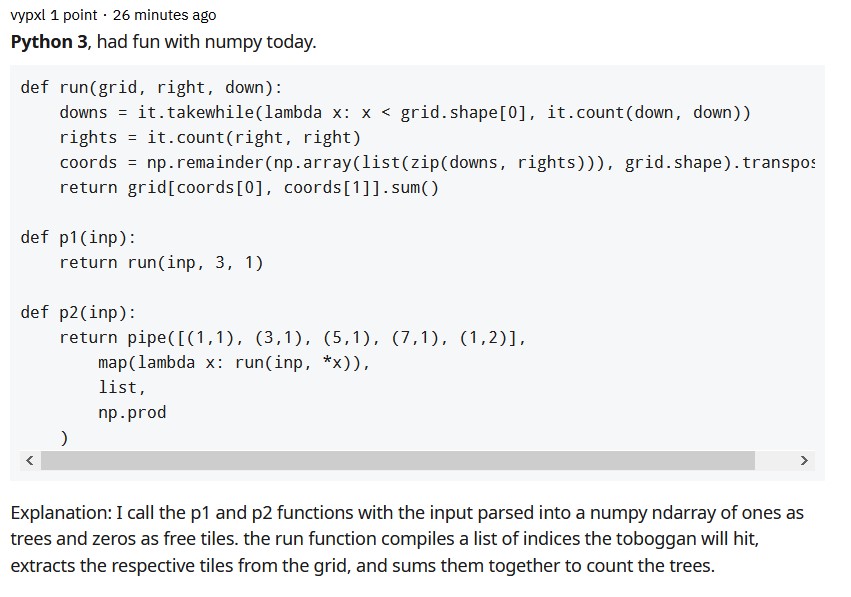 vypxl 1 point · 26 minutes ago
Python 3, had fun with numpy today.
def run(grid, right, down):
    downs = it.takewhile(lambda x: x < grid.shape[0], it.count(down, down))
    rights = it.count(right, right)
    coords = np.remainder(np.array(list(zip(downs, rights))), grid.shape).transpos
    return grid[coords[0], coords[1]].sum()
def p1(inp):
    return run(inp, 3, 1)
def p2(inp):
    return pipe([(1,1), (3,1), (5,1), (7,1), (1,2)],
        map(lambda x: run(inp, *x)),
        list,
        np.prod
    )
Explanation: I call the p1 and p2 functions with the input parsed into a numpy ndarray of ones as
trees and zeros as free tiles. the run function compiles a list of indices the toboggan will hit,
extracts the respective tiles from the grid, and sums them together to count the trees.